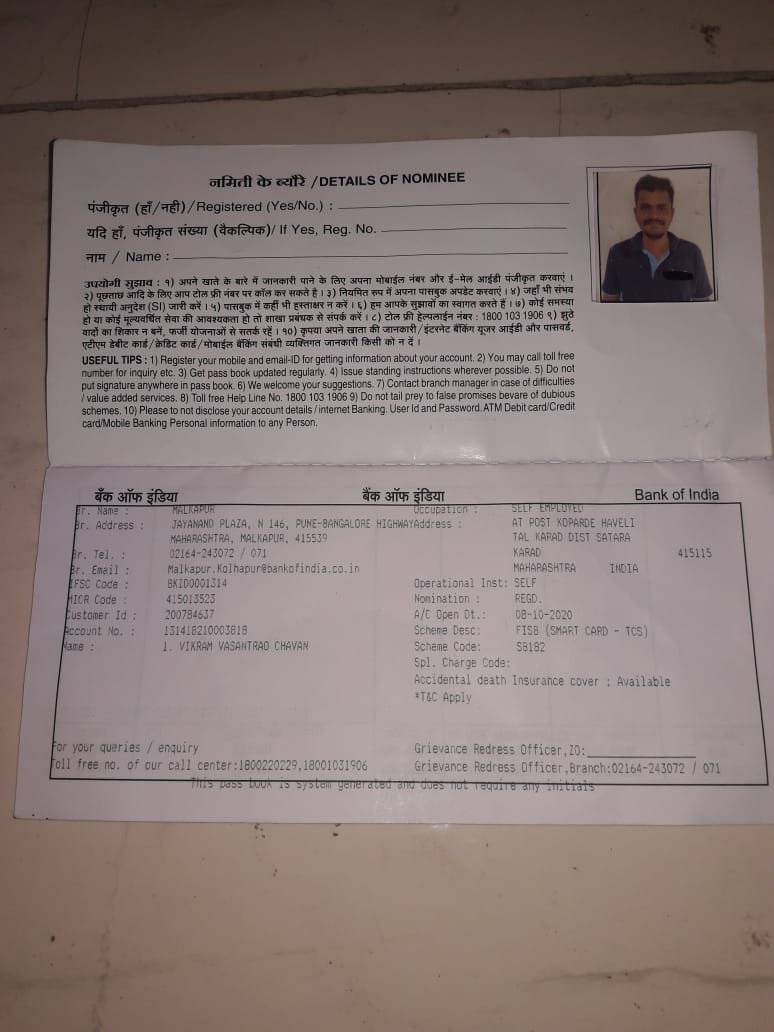 नमिती के ब्यौरे /DETAILS OF NOMINEE
पंजीकृत (हाँ/नही)/Registered (Yes/No.) :
यदि हाँ, पंजीकृत संख्या (वैकल्पिक)/ If Yes, Reg. No.
नाम / Name :
उपयोगी सुझाव : १) अपने खाते के बारे में जानकारी पाने के लिए अपना मोबाईल नंबर और ई-मेल आईडी पंजीकृत करवाएं ।
२) पूछताछ आदि के लिए आप टोल फ्री नंबर पर कॉल कर सकते है । ३) नियमित रुप में अपना पासबुक अपडेट करवाएं । ४) जहाँ भी संभव
हो स्थायी अनुदेश (SI) जारी करें । ५) पासबुक में कहीं भी हस्ताक्षर न करें । ६) हम आपके सुझावों का स्वागत करते हैं । ७) कोई समस्या
हो या कोई मूल्यवर्धित सेवा की आवश्यकता हो तो शाखा प्रबंधक से संपर्क करें । ८) टोल फ्री हेल्पलाईन नंबर : 1800 103 1906 ९) झुठे
वादों का शिकार न बनें, फर्जी योजनाओं से सतर्क रहें । १०) कृपया अपने खाता की जानकारी/इंटरनेट बैंकिंग यूजर आईडी और पासवर्ड,
एटीएम डेबीट कार्ड/क्रेडिट कार्ड/मोबाईल बैंकिंग संबंधी व्यक्तिगत जानकारी किसी को न दें ।
USEFUL TIPS : 1) Register your mobile and email-ID for getting information about your account. 2) You may call toll free
number for inquiry etc. 3) Get pass book updated regularly. 4) Issue standing instructions wherever possible. 5) Do not
put signature anywhere in pass book. 6) We welcome your suggestions. 7) Contact branch manager in case of difficulties
/ value added services. 8) Toll free Help Line No. 1800 103 1906 9) Do not tail prey to false promises beware of dubious
schemes. 10) Please to not disclose your account details / internet Banking. User Id and Password. ATM Debit card/Credit
card/Mobile Banking Personal information to any Person.
बँक ऑफ इंडिया बैंक ऑफ इंडिया Bank of India
Br. Name : MALKAPUR Occupation : SELF EMPLOYED
Br. Address : JAYANAND PLAZA, N 146, PUNE-BANGALORE HIGHWAYAddress : AT POST KOPARDE HAVELI
MAHARASHTRA, MALKAPUR, 415539 TAL KARAD DIST SATARA
Br. Tel. : 02164-243072 / 071 KARAD 415115
Br. Email : Malkapur.Kolhapur@bankofindia.co.in MAHARASHTRA INDIA
IFSC Code : BKID0001314 Operational Inst: SELF
MICR Code : 415013523 Nomination : REGD.
Customer Id : 200784637 A/C Open Dt.: 08-10-2020
Account No. : 131418210003818 Scheme Desc: FISB (SMART CARD - TCS)
Name : 1. VIKRAM VASANTRAO CHAVAN Scheme Code: SB182
Spl. Charge Code:
Accidental death Insurance cover : Available
*T&C Apply
For your queries / enquiry Grievance Redress Officer,ZO:
Toll free no. of our call center:1800220229,18001031906 Grievance Redress Officer,Branch:02164-243072 / 071
This pass book is system generated and does not require any initials